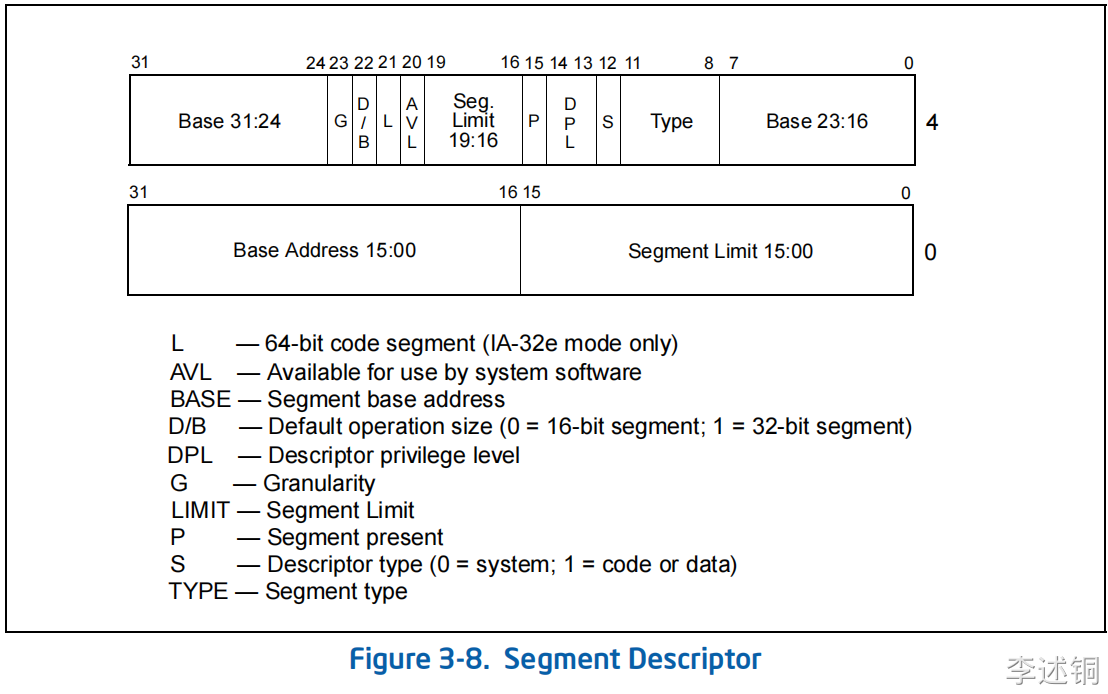 31 24 23 22 21 20 19 16 15 14 13 12 11 8 7 0
Base 31:24 G D/B L AVL Seg. Limit 19:16 P DPL S Type Base 23:16 4
31 16 15 0
Base Address 15:00 Segment Limit 15:00 0
L — 64-bit code segment (IA-32e mode only)
AVL — Available for use by system software
BASE — Segment base address
D/B — Default operation size (0 = 16-bit segment; 1 = 32-bit segment)
DPL — Descriptor privilege level
G — Granularity
LIMIT — Segment Limit
P — Segment present
S — Descriptor type (0 = system; 1 = code or data)
TYPE — Segment type
Figure 3-8. Segment Descriptor
李述铜